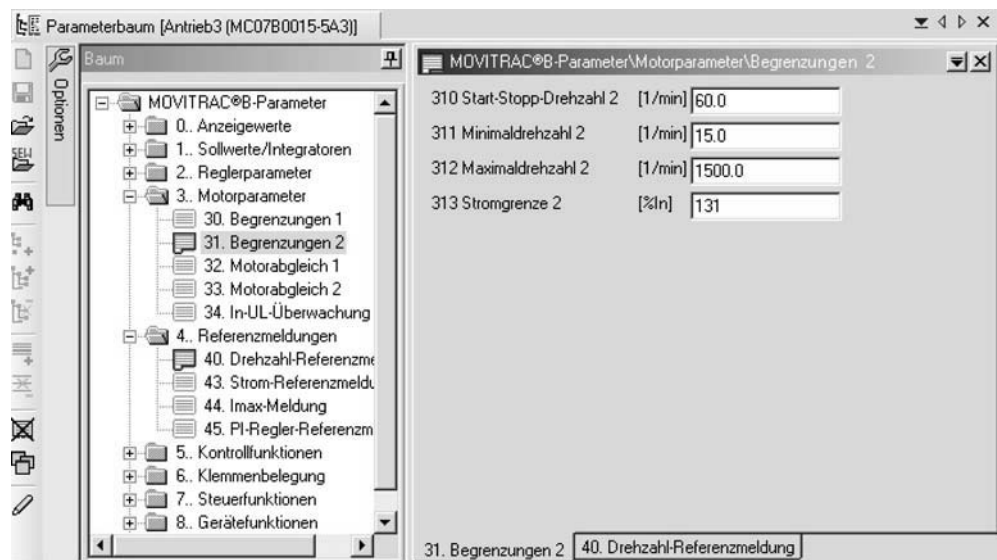 Parameterbaum [Antrieb3 (MC07B0015-5A3)]
Optionen
SEW
Baum
MOVITRAC®B-Parameter
0.. Anzeigewerte
1.. Sollwerte/Integratoren
2.. Reglerparameter
3.. Motorparameter
30. Begrenzungen 1
31. Begrenzungen 2
32. Motorabgleich 1
33. Motorabgleich 2
34. In-UL-Überwachung
4.. Referenzmeldungen
40. Drehzahl-Referenzme
43. Strom-Referenzmeldu
44. Imax-Meldung
45. PI-Regler-Referenzm
5.. Kontrollfunktionen
6.. Klemmenbelegung
7.. Steuerfunktionen
8.. Gerätefunktionen
MOVITRAC®B-Parameter\Motorparameter\Begrenzungen 2
310 Start-Stopp-Drehzahl 2 [1/min] 60.0
311 Minimaldrehzahl 2 [1/min] 15.0
312 Maximaldrehzahl 2 [1/min] 1500.0
313 Stromgrenze 2 [%In] 131
31. Begrenzungen 2 40. Drehzahl-Referenzmeldung